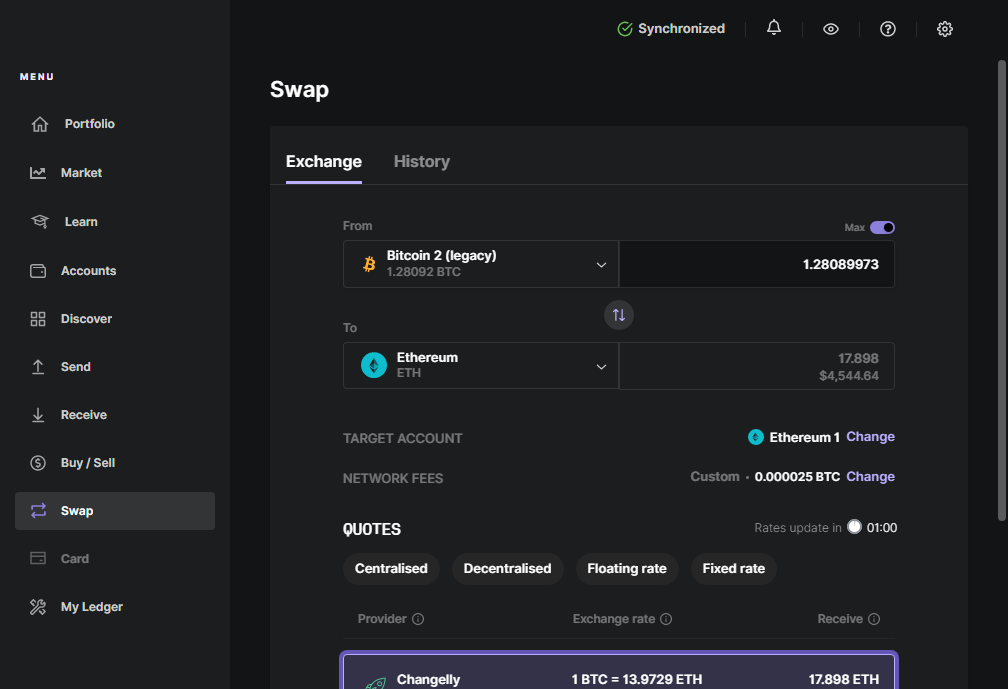 Synchronized
MENU
Portfolio
Market
Learn
Accounts
Discover
Send
Receive
Buy / Sell
Swap
Card
My Ledger
Swap
Exchange
History
From
Max
Bitcoin 2 (legacy)
1.28092 BTC
1.28089973
To
Ethereum
ETH
17.898
$4,544.64
TARGET ACCOUNT
Ethereum 1 Change
NETWORK FEES
Custom · 0.000025 BTC Change
QUOTES
Rates update in 01:00
Centralised
Decentralised
Floating rate
Fixed rate
Provider
Exchange rate
Receive
Changelly
1 BTC = 13.9729 ETH
17.898 ETH